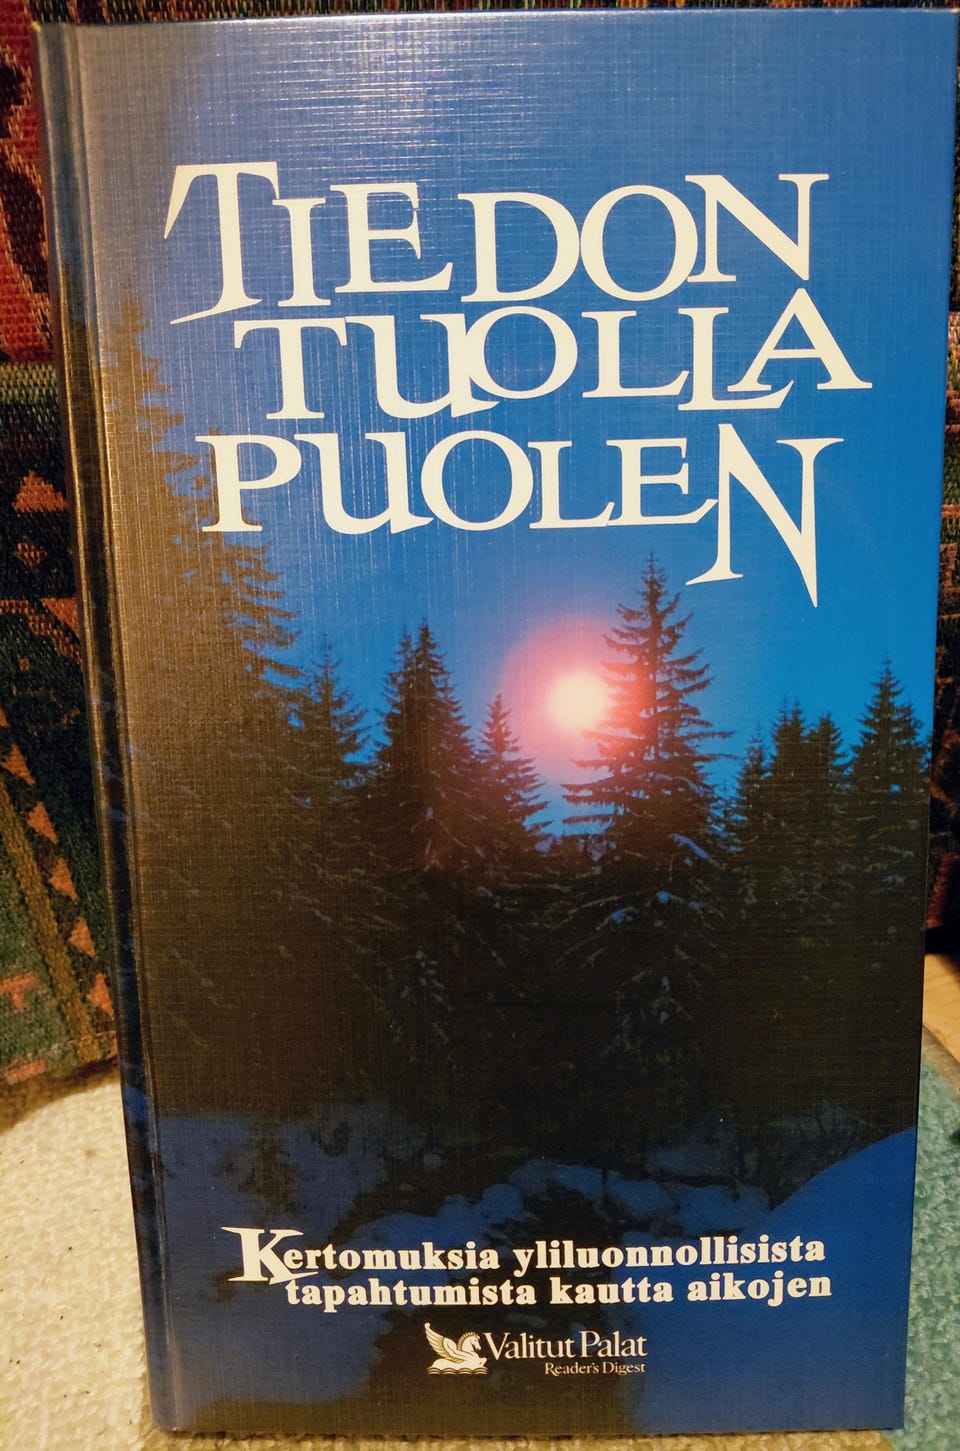 TIEDON
TUOLLA
PUOLEN
Kertomuksia yliluonnollisista
tapahtumista kautta aikojen
Valitut Palat
Reader's Digest